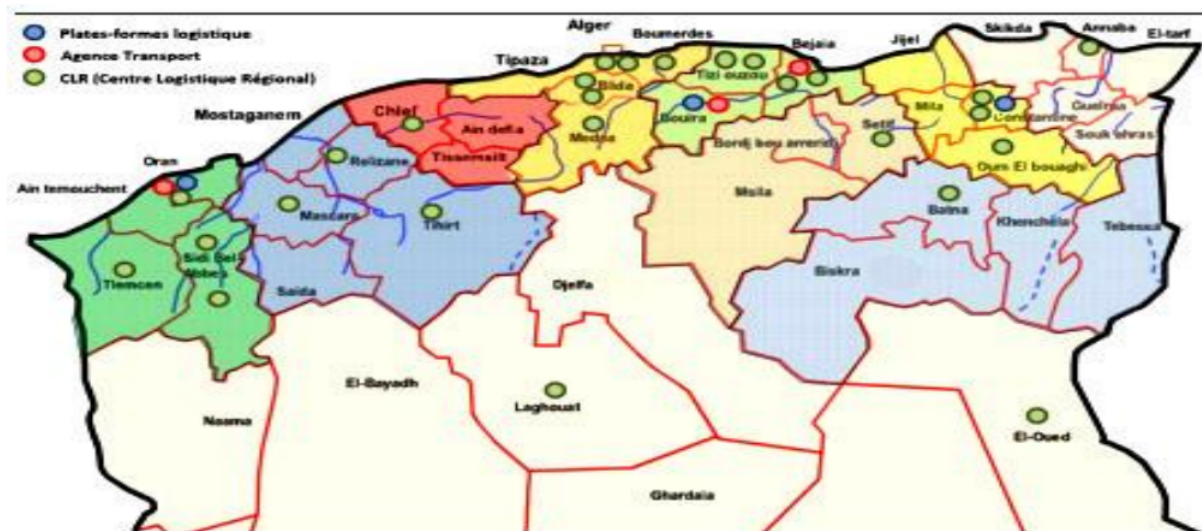 Plates-formes logistique
Agence Transport
CLR (Centre Logistique Régional)
Alger
Boumerdes
Tipaza
Bejaia
Jijel
Skikda
Annaba
El-tarf
Mostaganem
Chlef
Ain defla
Tissemsilt
Blida
Medea
Tizi ouzou
Bouira
Bordj bou arrerid
Setif
Mila
Constantine
Guelma
Souk ahras
Oum El bouaghi
Oran
Ain temouchent
Relizane
Mascara
Tihirt
Msila
Batna
Khenchela
Tebessa
Tlemcen
Sidi Bel-
Abbes
Saida
Djelfa
Biskra
Naama
El-Bayadh
Laghouat
El-Oued
Ghardaia